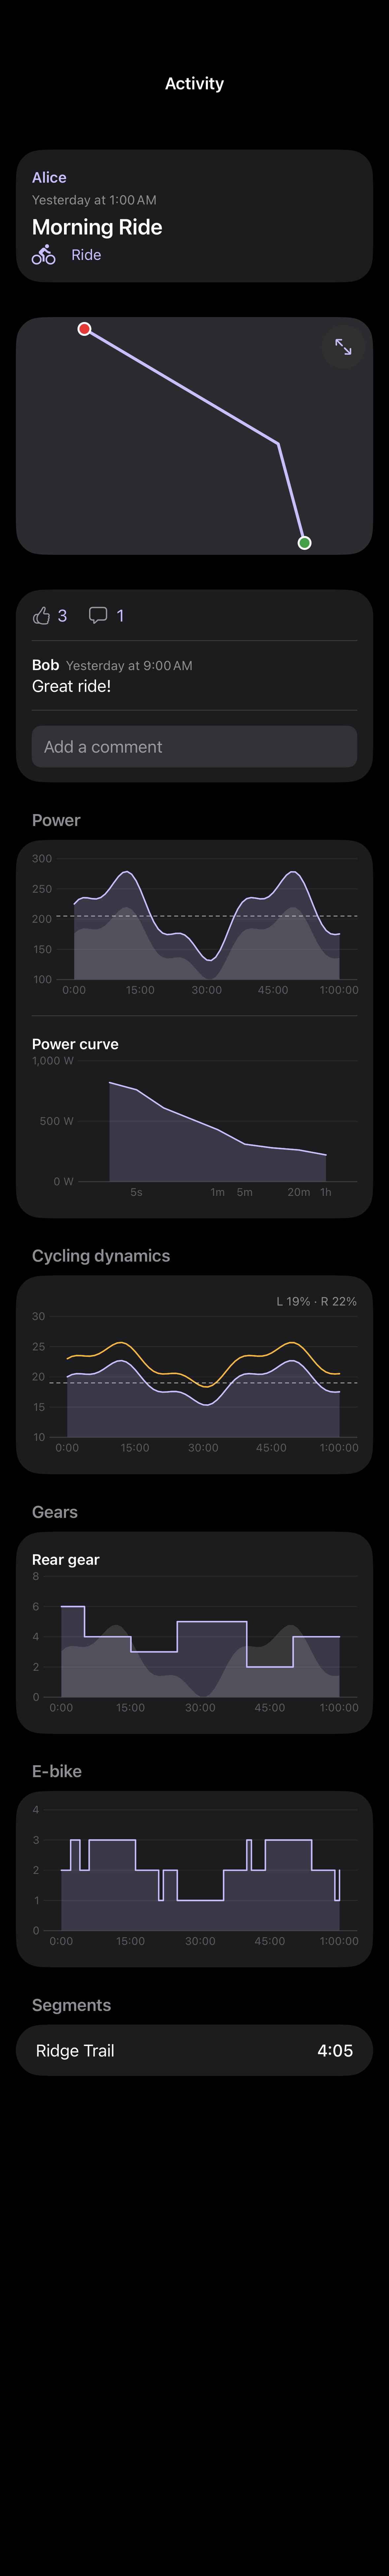 Activity
Alice
Yesterday at 1:00 AM
Morning Ride
Ride
3 1
Bob Yesterday at 9:00 AM
Great ride!
Add a comment
Power
300
250
200
150
100
0:00 15:00 30:00 45:00 1:00:00
Power curve
1,000 W
500 W
0 W
5s 1m 5m 20m 1h
Cycling dynamics
L 19% · R 22%
30
25
20
15
10
0:00 15:00 30:00 45:00 1:00:00
Gears
Rear gear
8
6
4
2
0
0:00 15:00 30:00 45:00 1:00:00
E-bike
4
3
2
1
0
0:00 15:00 30:00 45:00 1:00:00
Segments
Ridge Trail 4:05